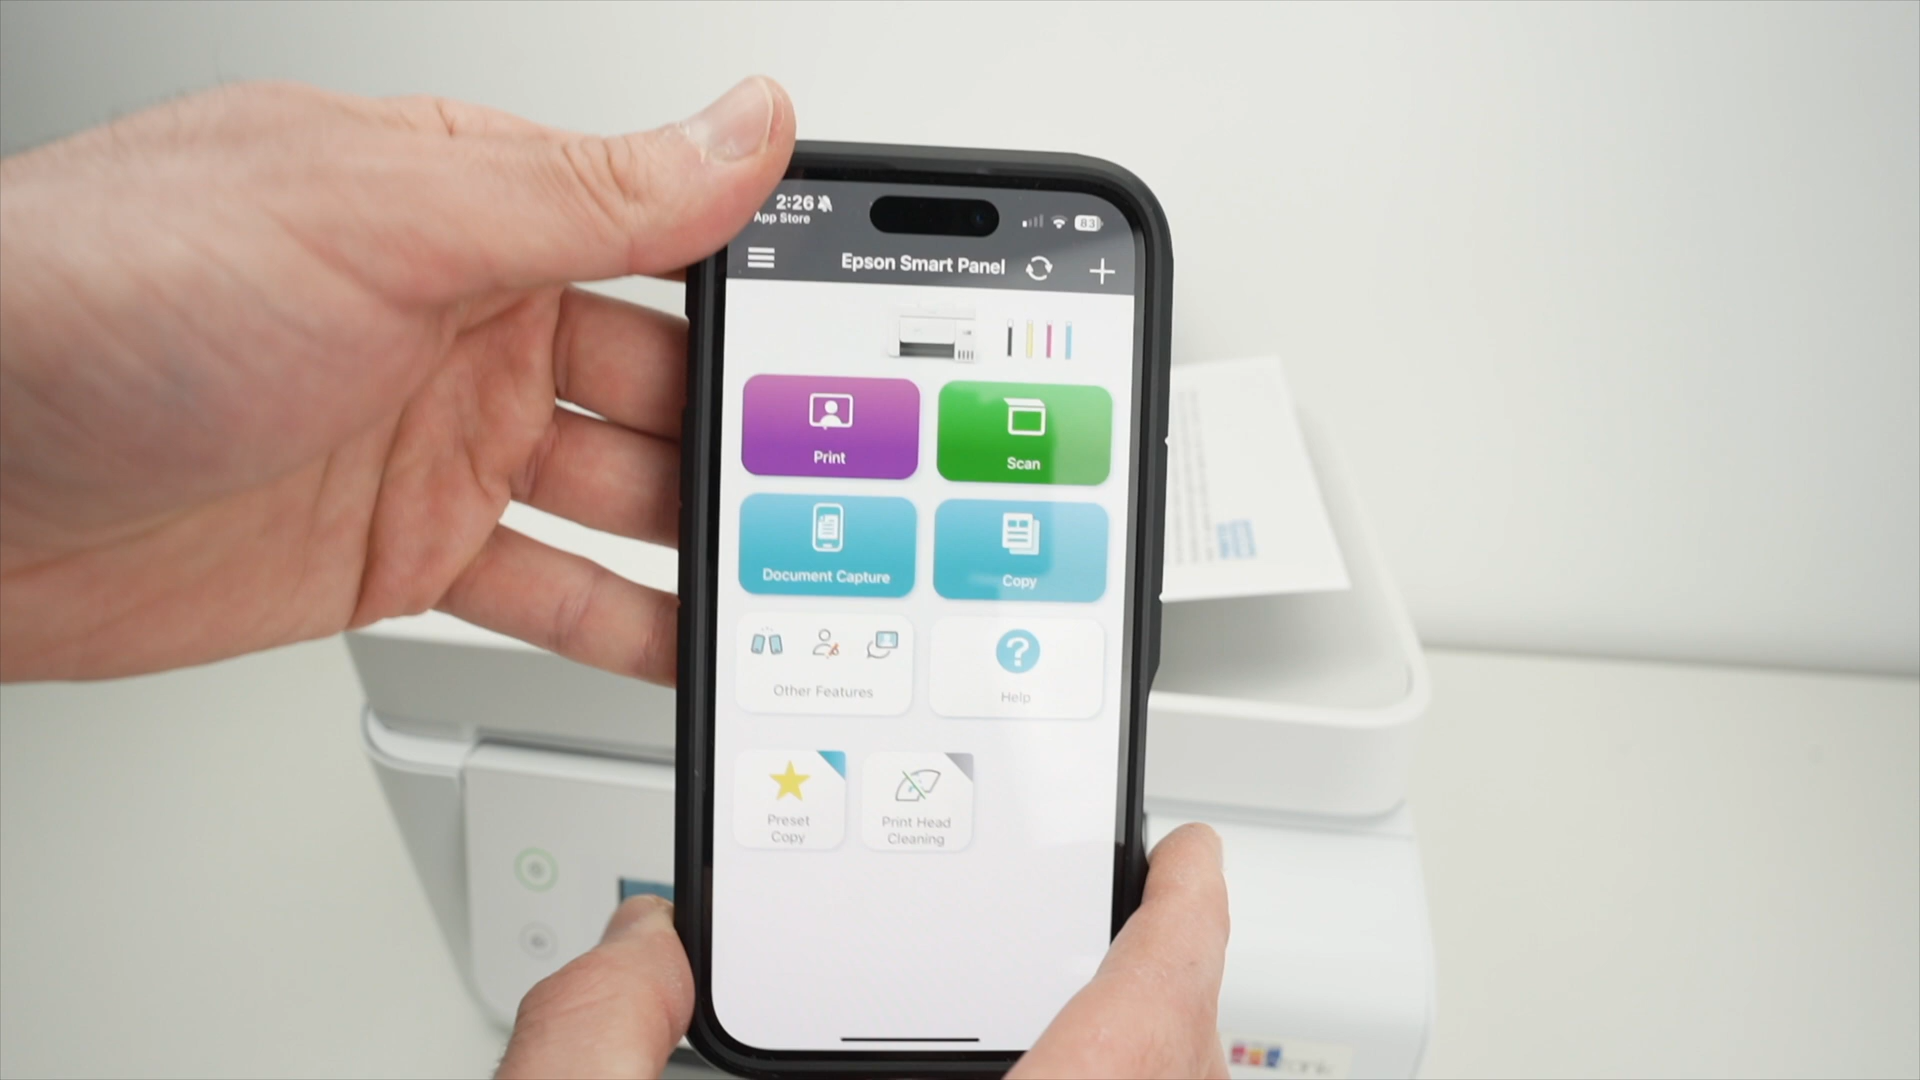 2:26
App Store
83
Epson Smart Panel
Print
Scan
Document Capture
Copy
Other Features
?
Help
Preset
Copy
Print Head
Cleaning